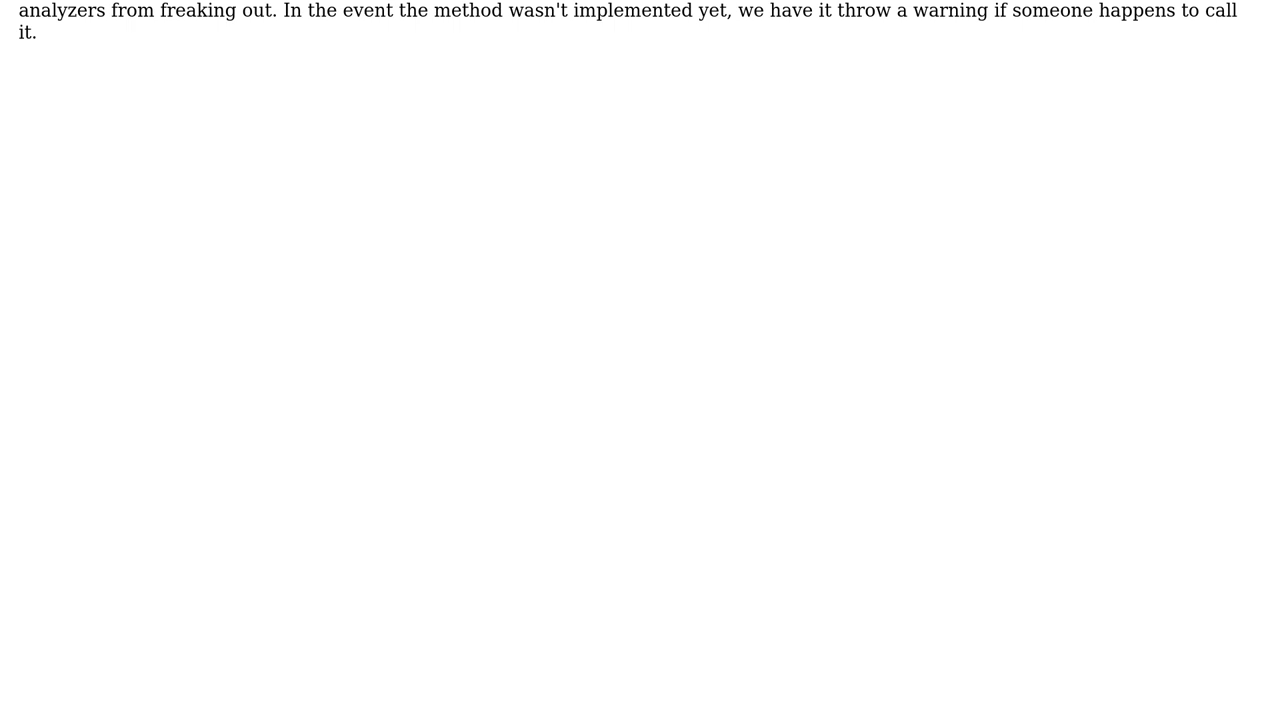 analyzers from freaking out. In the event the method wasn't implemented yet, we have it throw a warning if someone happens to call
it.